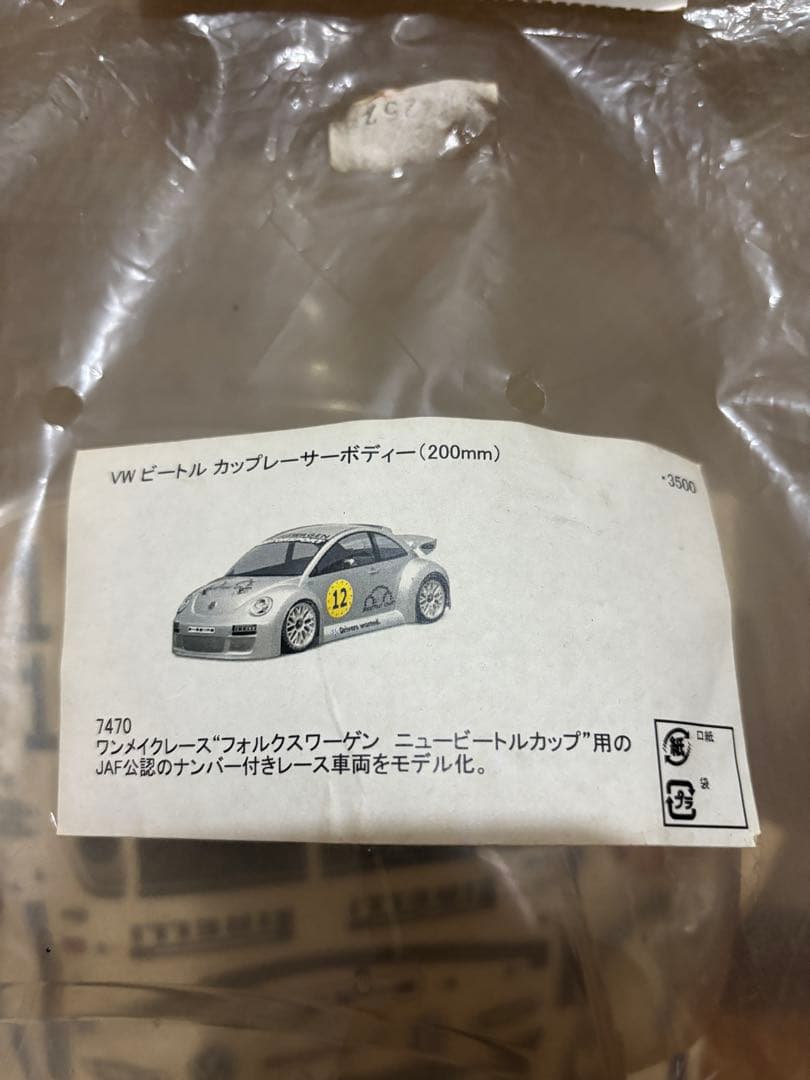 VW ビートル カップレーサーボディー(200mm)
・3500
12
Drivers wanted.
7470
ワンメイクレース“フォルクスワーゲン ニュービートルカップ”用の
JAF公認のナンバー付きレース車両をモデル化。
紙
口紙
プラ
袋